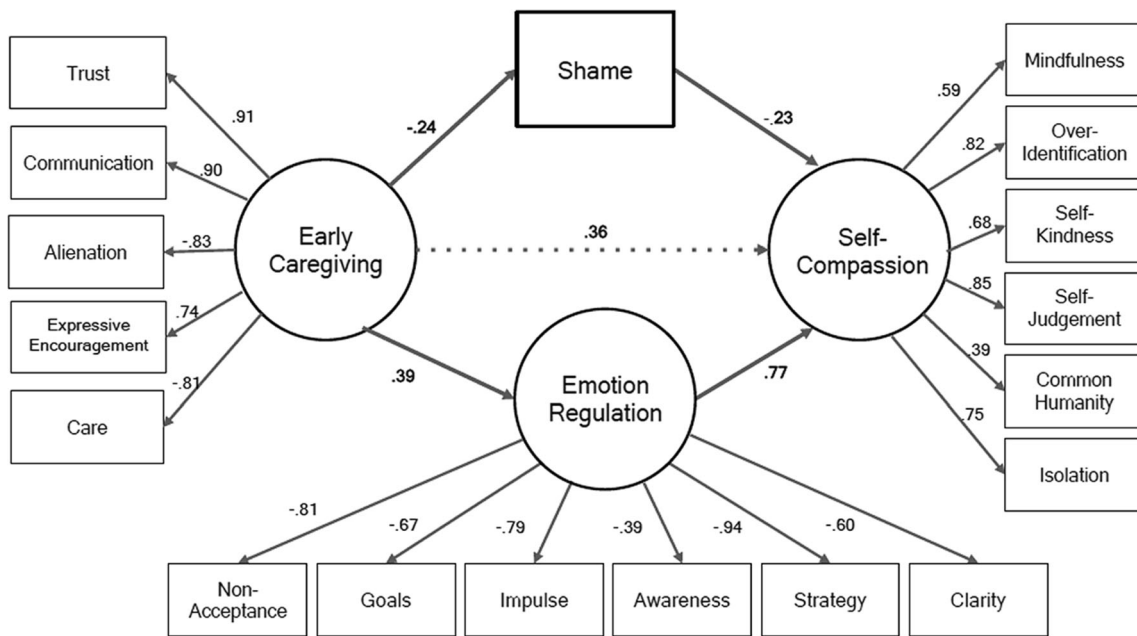 Trust
Communication
Alienation
Expressive
Encouragement
Care
.91
.90
-.83
.74
-.81
Early
Caregiving
-.24
Shame
-.23
.36
.39
Emotion
Regulation
.77
Self-
Compassion
.59
.82
.68
.85
.39
.75
Mindfulness
Over-
Identification
Self-
Kindness
Self-
Judgement
Common
Humanity
Isolation
-.81
-.67
-.79
-.39
-.94
-.60
Non-
Acceptance
Goals
Impulse
Awareness
Strategy
Clarity